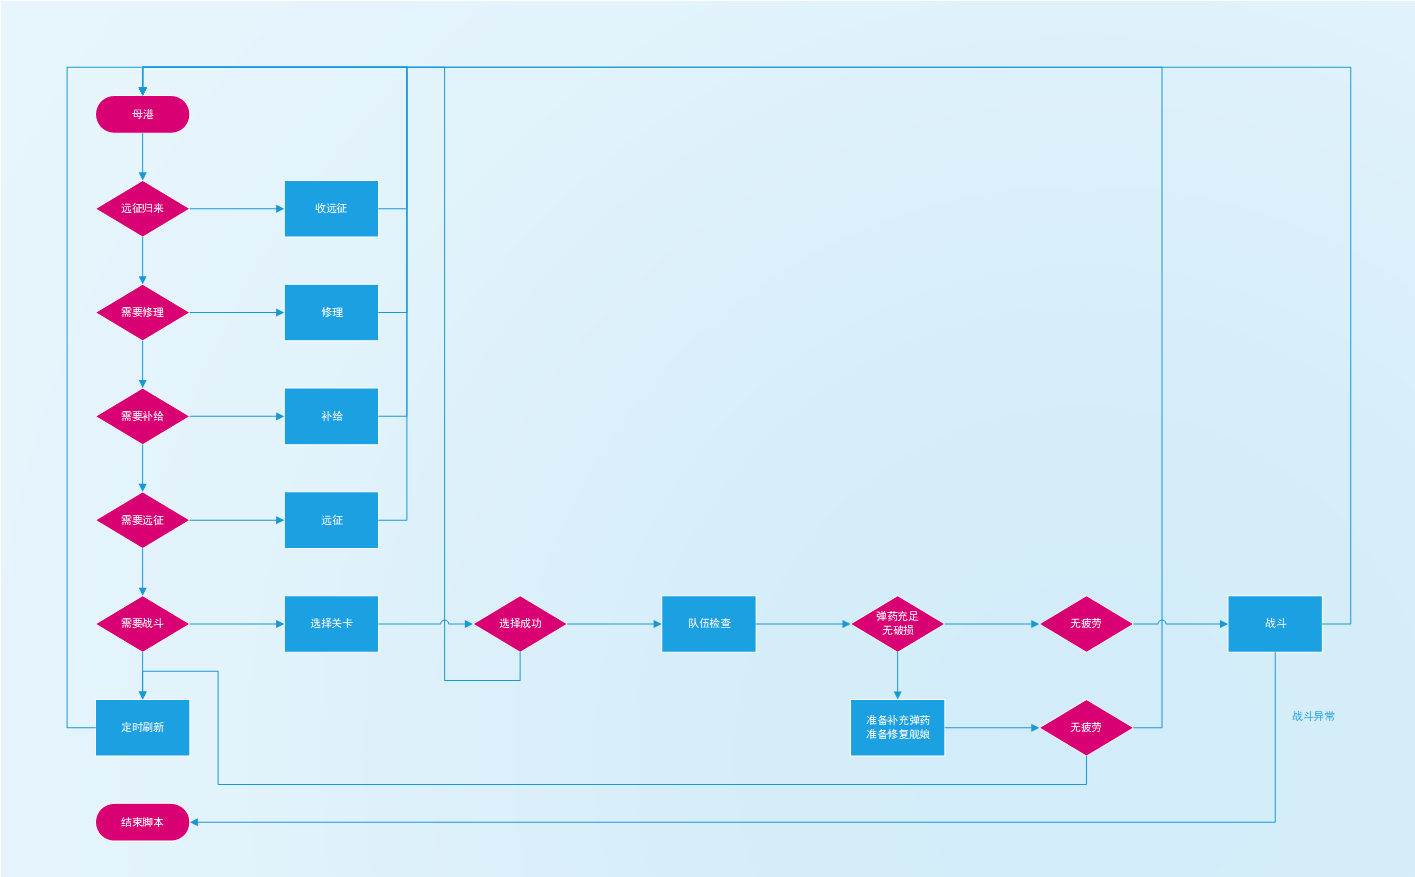 母港
远征归来
收远征
需要修理
修理
需要补给
补给
需要远征
远征
需要战斗
选择关卡
选择成功
队伍检查
弹药充足
无破损
无疲劳
战斗
定时刷新
准备补充弹药
准备修复舰娘
无疲劳
战斗异常
结束脚本